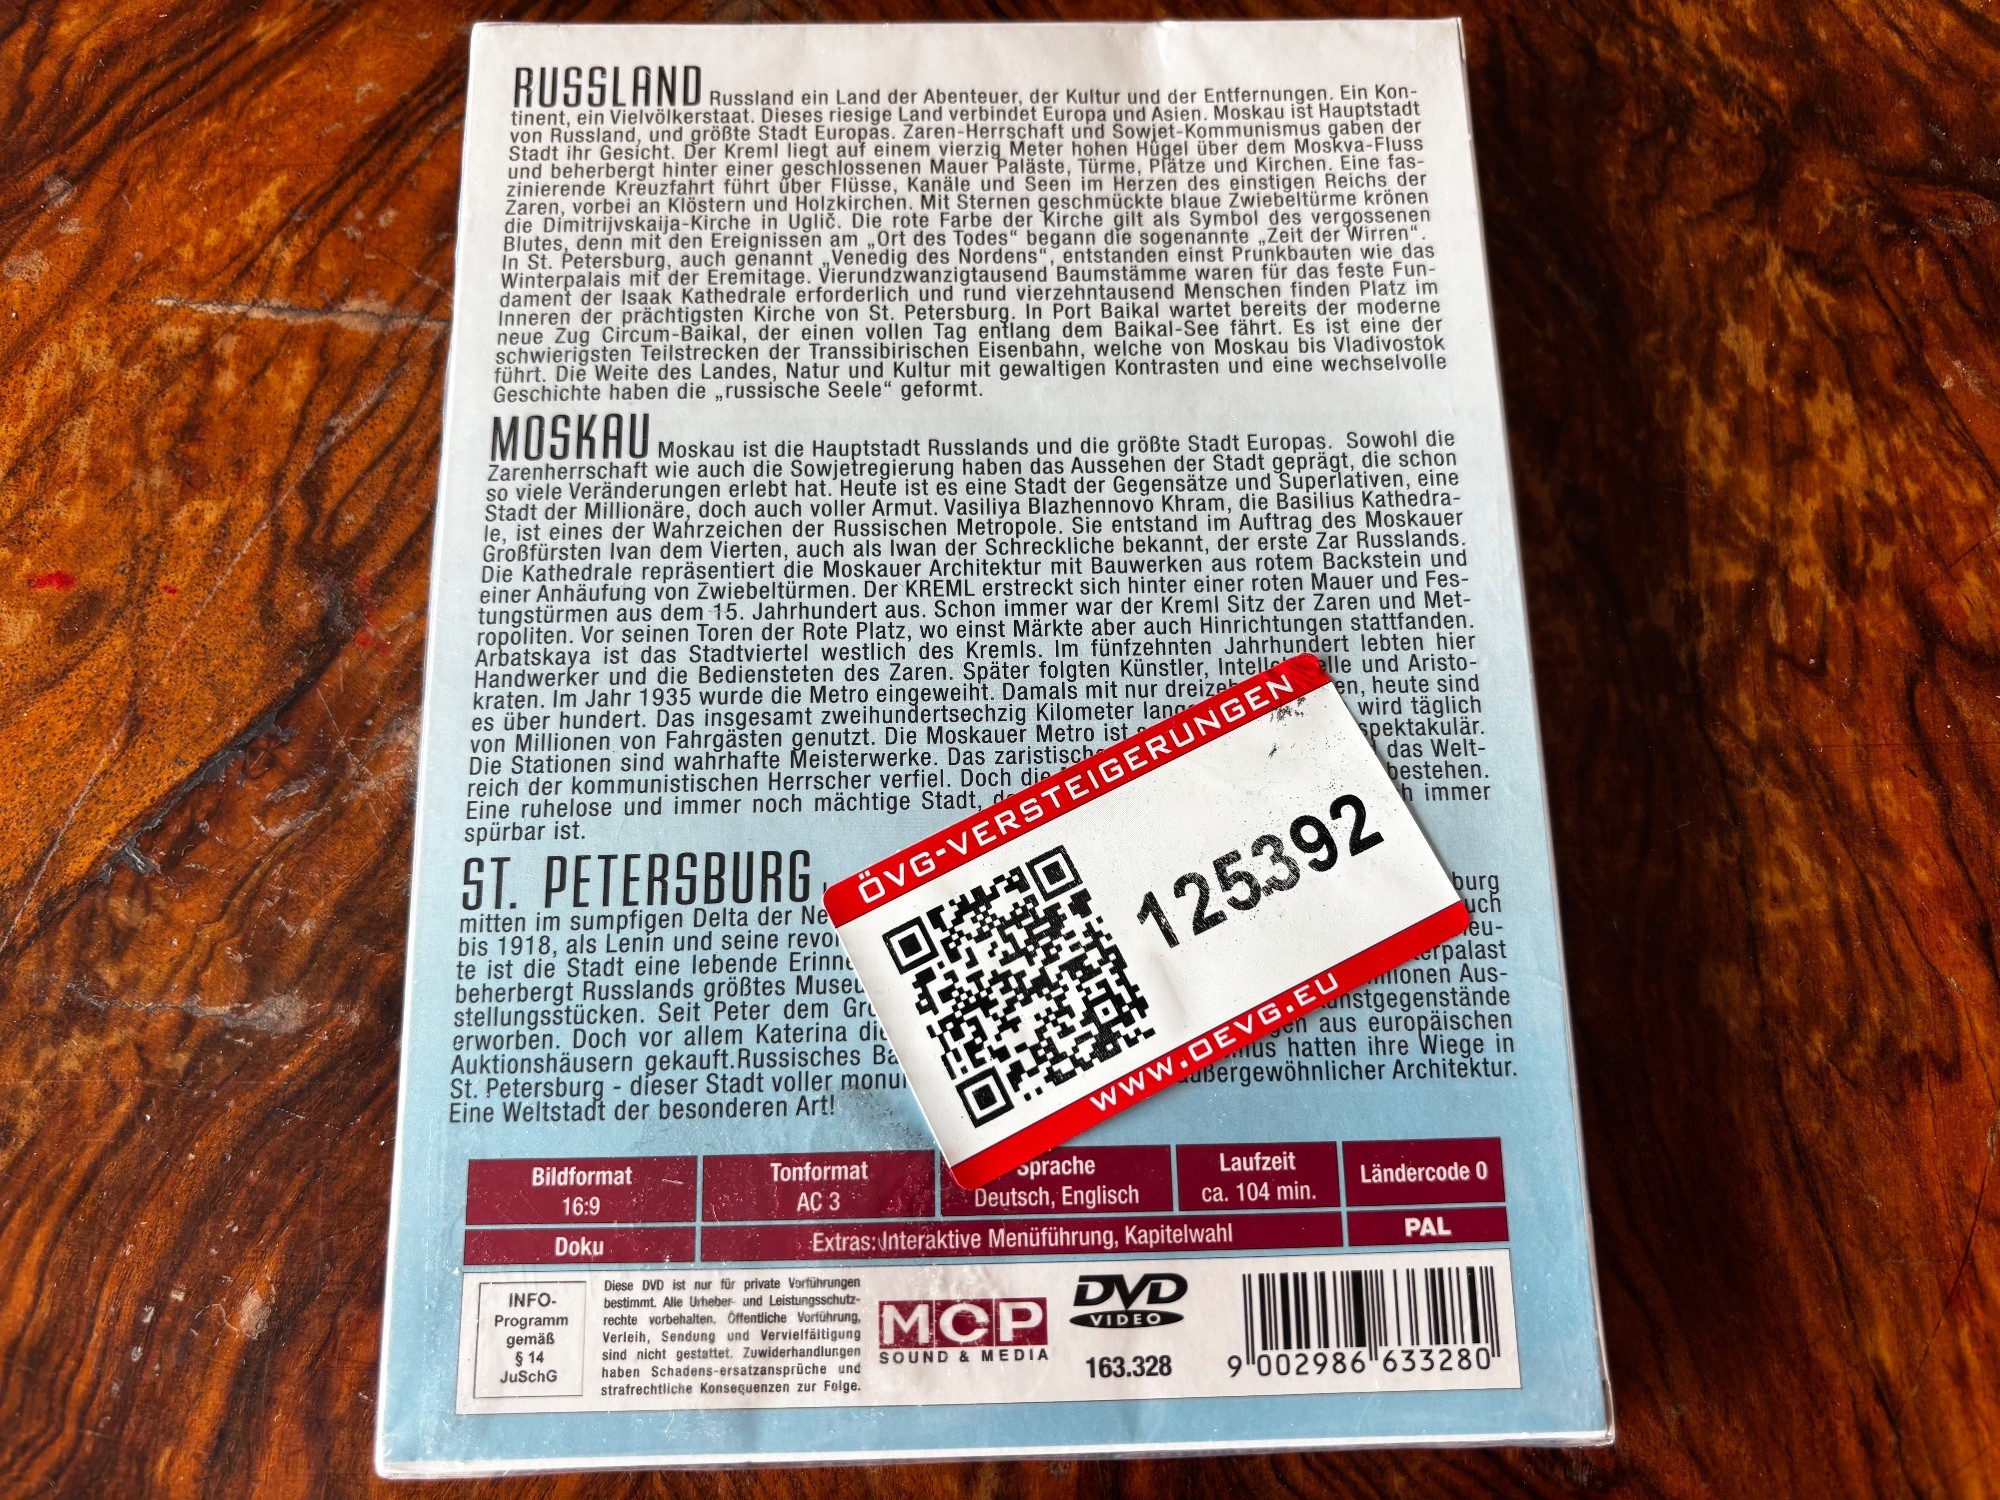 RUSSLAND Russland ein Land der Abenteuer, der Kultur und der Entfernungen. Ein Kon-
tinent, ein Vielvölkerstaat. Dieses riesige Land verbindet Europa und Asien. Moskau ist Hauptstadt
von Russland, und größte Stadt Europas. Zaren-Herrschaft und Sowjet-Kommunismus gaben der
Stadt ihr Gesicht. Der Kreml liegt auf einem vierzig Meter hohen Hügel über dem Moskva-Fluss
und beherbergt hinter einer geschlossenen Mauer Paläste, Türme, Plätze und Kirchen. Eine fas-
zinierende Kreuzfahrt führt über Flüsse, Kanäle und Seen im Herzen des einstigen Reichs der
Zaren, vorbei an Klöstern und Holzkirchen. Mit Sternen geschmückte blaue Zwiebeltürme krönen
die Dimitrijvskaija-Kirche in Uglič. Die rote Farbe der Kirche gilt als Symbol des vergossenen
Blutes, denn mit den Ereignissen am „Ort des Todes“ begann die sogenannte „Zeit der Wirren“.
In St. Petersburg, auch genannt „Venedig des Nordens“, entstanden einst Prunkbauten wie das
Winterpalais mit der Eremitage. Vierundzwanzigtausend Baumstämme waren für das feste Fun-
dament der Isaak Kathedrale erforderlich und rund vierzehntausend Menschen finden Platz im
Inneren der prächtigsten Kirche von St. Petersburg. In Port Baikal wartet bereits der moderne
neue Zug Circum-Baikal, der einen vollen Tag entlang dem Baikal-See fährt. Es ist eine der
schwierigsten Teilstrecken der Transsibirischen Eisenbahn, welche von Moskau bis Vladivostok
führt. Die Weite des Landes, Natur und Kultur mit gewaltigen Kontrasten und eine wechselvolle
Geschichte haben die „russische Seele“ geformt.
MOSKAU Moskau ist die Hauptstadt Russlands und die größte Stadt Europas. Sowohl die
Zarenherrschaft wie auch die Sowjetregierung haben das Aussehen der Stadt geprägt, die schon
so viele Veränderungen erlebt hat. Heute ist es eine Stadt der Gegensätze und Superlativen, eine
Stadt der Millionäre, doch auch voller Armut. Vasiliya Blazhennovo Khram, die Basilius Kathedra-
le, ist eines der Wahrzeichen der Russischen Metropole. Sie entstand im Auftrag des Moskauer
Großfürsten Ivan dem Vierten, auch als Iwan der Schreckliche bekannt, der erste Zar Russlands.
Die Kathedrale repräsentiert die Moskauer Architektur mit Bauwerken aus rotem Backstein und
einer Anhäufung von Zwiebeltürmen. Der KREML erstreckt sich hinter einer roten Mauer und Fes-
tungstürmen aus dem 15. Jahrhundert aus. Schon immer war der Kreml Sitz der Zaren und Met-
ropoliten. Vor seinen Toren der Rote Platz, wo einst Märkte aber auch Hinrichtungen stattfanden.
Arbatskaya ist das Stadtviertel westlich des Kremls. Im fünfzehnten Jahrhundert lebten hier
Handwerker und die Bediensteten des Zaren. Später folgten Künstler, und Aristo-
kraten. Im Jahr 1935 wurde die Metro eingeweiht. Damals mit nur heute sind
es über hundert. Das insgesamt zweihundertsechzig Kilometer wird täglich
von Millionen von Fahrgästen genutzt. Die Moskauer Metro ist spektakulär.
Die Stationen sind wahrhafte Meisterwerke. Das das Welt-
reich der kommunistischen Herrscher verfiel. Doch die bestehen.
Eine ruhelose und immer noch mächtige Stadt, immer
spürbar ist.
ST. PETERSBURG
mitten im sumpfigen Delta der
bis 1918, als Lenin und seine
te ist die Stadt eine lebende
beherbergt Russlands größtes Aus-
stellungsstücken. Seit Peter dem
erworben. Doch vor allem Katerina aus europäischen
Auktionshäusern gekauft.Russisches hatten ihre Wiege in
St. Petersburg - dieser Stadt voller außergewöhnlicher Architektur.
Eine Weltstadt der besonderen Art!
ÖVG-VERSTEIGERUNGEN
125392
WWW.OEVG.EU
Bildformat
16:9
Tonformat
AC 3
Sprache
Deutsch, Englisch
Laufzeit
ca. 104 min.
Ländercode 0
Doku
Extras: Interaktive Menüführung, Kapitelwahl
PAL
INFO-
Programm
gemäß
§ 14
JuSchG
Diese DVD ist nur für private Vorführungen
bestimmt. Alle Urheber- und Leistungsschutz-
rechte vorbehalten. Öffentliche Vorführung,
Verleih, Sendung und Vervielfältigung
sind nicht gestattet. Zuwiderhandlungen
haben Schadens-ersatzansprüche und
strafrechtliche Konsequenzen zur Folge.
MCP
SOUND & MEDIA
DVD
VIDEO
163.328
9 002986 633280